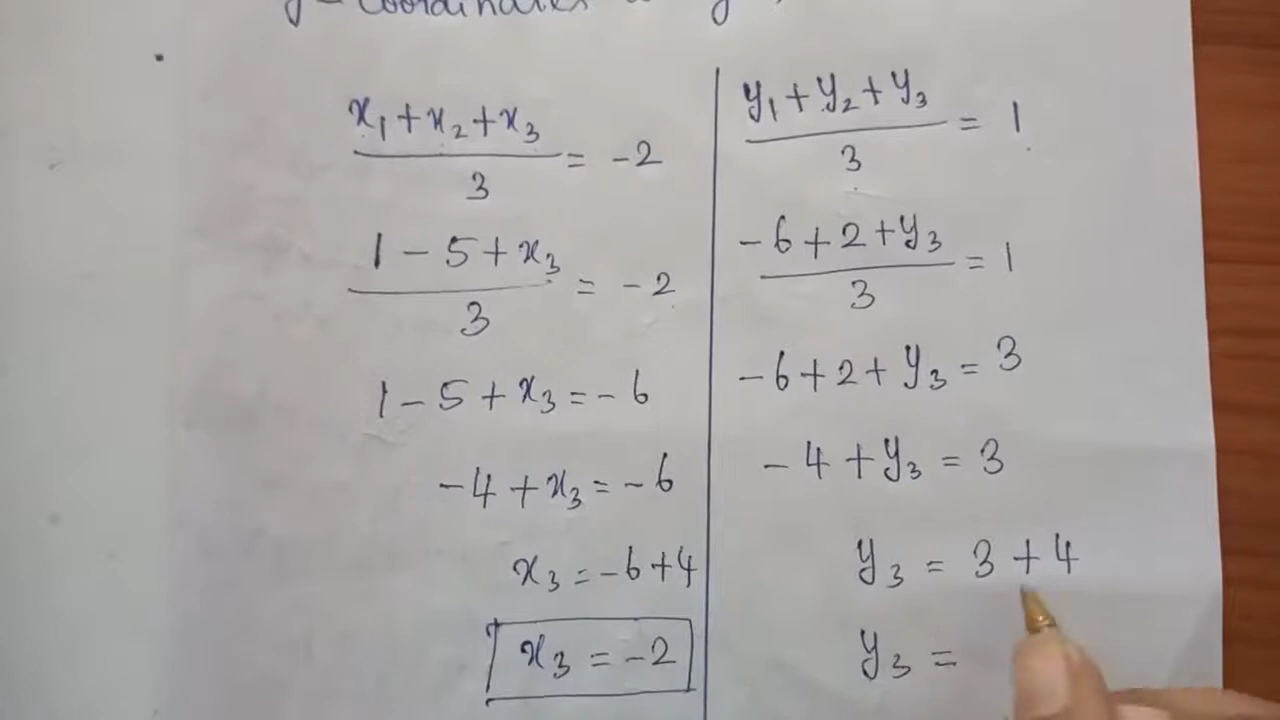 y - coordinates
x₁ + x₂ + x₃
3
= -2
1 - 5 + x₃
3
= -2
1 - 5 + x₃ = -6
-4 + x₃ = -6
x₃ = -6 + 4
x₃ = -2
y₁ + y₂ + y₃
3
= 1
-6 + 2 + y₃
3
= 1
-6 + 2 + y₃ = 3
-4 + y₃ = 3
y₃ = 3 + 4
y₃ =